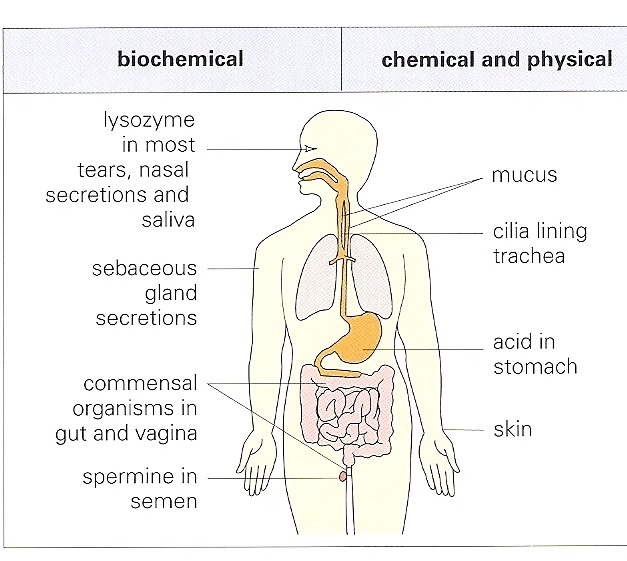 biochemical
chemical and physical
lysozyme
in most
tears, nasal
secretions and
saliva
sebaceous
gland
secretions
commensal
organisms in
gut and vagina
spermine in
semen
mucus
cilia lining
trachea
acid in
stomach
skin